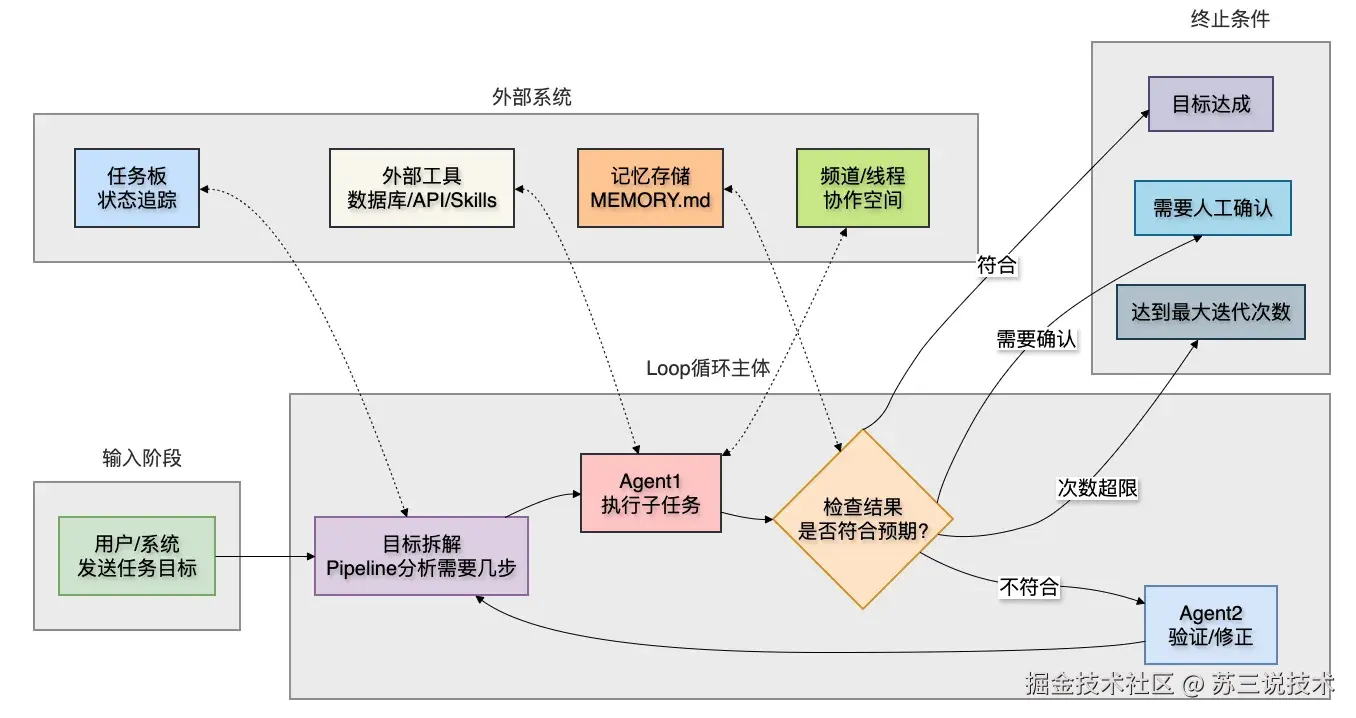 终止条件
目标达成
需要人工确认
达到最大迭代次数
外部系统
任务板
状态追踪
外部工具
数据库/API/Skills
记忆存储
MEMORY.md
频道/线程
协作空间
符合
需要确认
次数超限
不符合
Loop循环主体
输入阶段
用户/系统
发送任务目标
目标拆解
Pipeline分析需要几步
Agent1
执行子任务
检查结果
是否符合预期?
Agent2
验证/修正
掘金技术社区 @ 苏三说技术